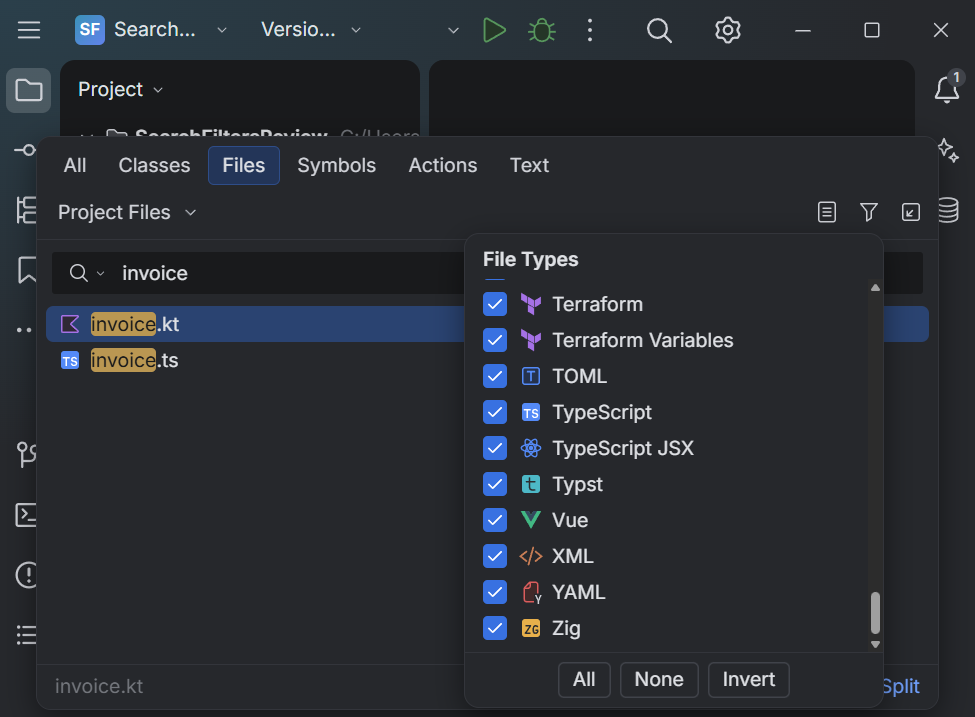 SF Search... Versio...
1
Project
SearchFiltersReview C:/Users
All Classes Files Symbols Actions Text
Project Files
File Types
invoice
invoice.kt
TS invoice.ts
Terraform
Terraform Variables
T TOML
TS TypeScript
TypeScript JSX
t Typst
Vue
</> XML
Y YAML
ZG Zig
All None Invert
invoice.kt
Split